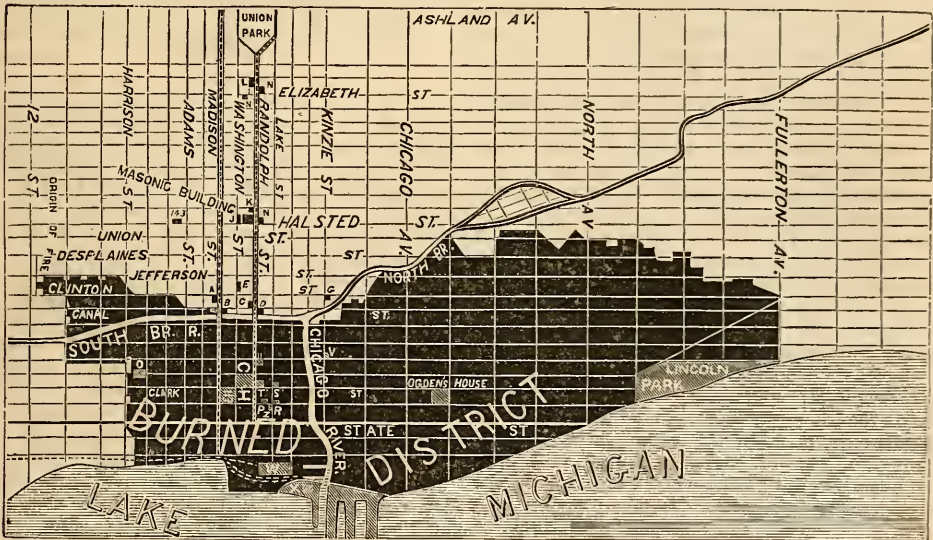 UNION
PARK
ASHLAND AV.
ELIZABETH ST
12 ST.
HARRISON ST
ADAMS ST.
MADISON ST.
WASHINGTON ST.
RANDOLPH ST.
LAKE ST
KINZIE ST
CHICAGO AV.
NORTH AV.
FULLERTON AV.
L
N
MASONIC BUILDING
143
J
K
N
HALSTED ST.
ORIGIN OF FIRE
UNION ST.
DESPLAINES ST.
JEFFERSON ST
CLINTON
CANAL ST.
A
B
C
D
E
G
NORTH BR.
SOUTH BR. R.
CHICAGO RIVER
V
O
CLARK ST
C
H
T
S
P
Z
R
OGDEN'S HOUSE
LINCOLN
PARK
STATE ST
W
BURNED DISTRICT
LAKE MICHIGAN